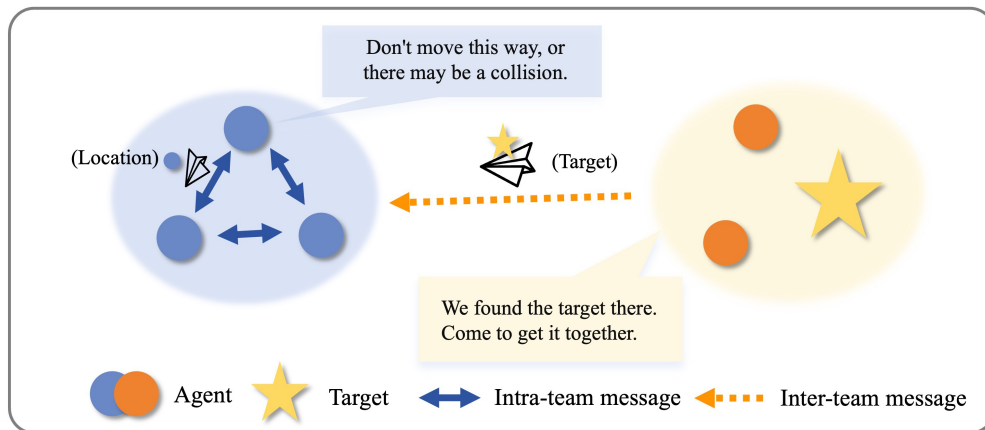 Don't move this way, or
there may be a collision.
(Location)
(Target)
We found the target there.
Come to get it together.
Agent
Target
Intra-team message
Inter-team message